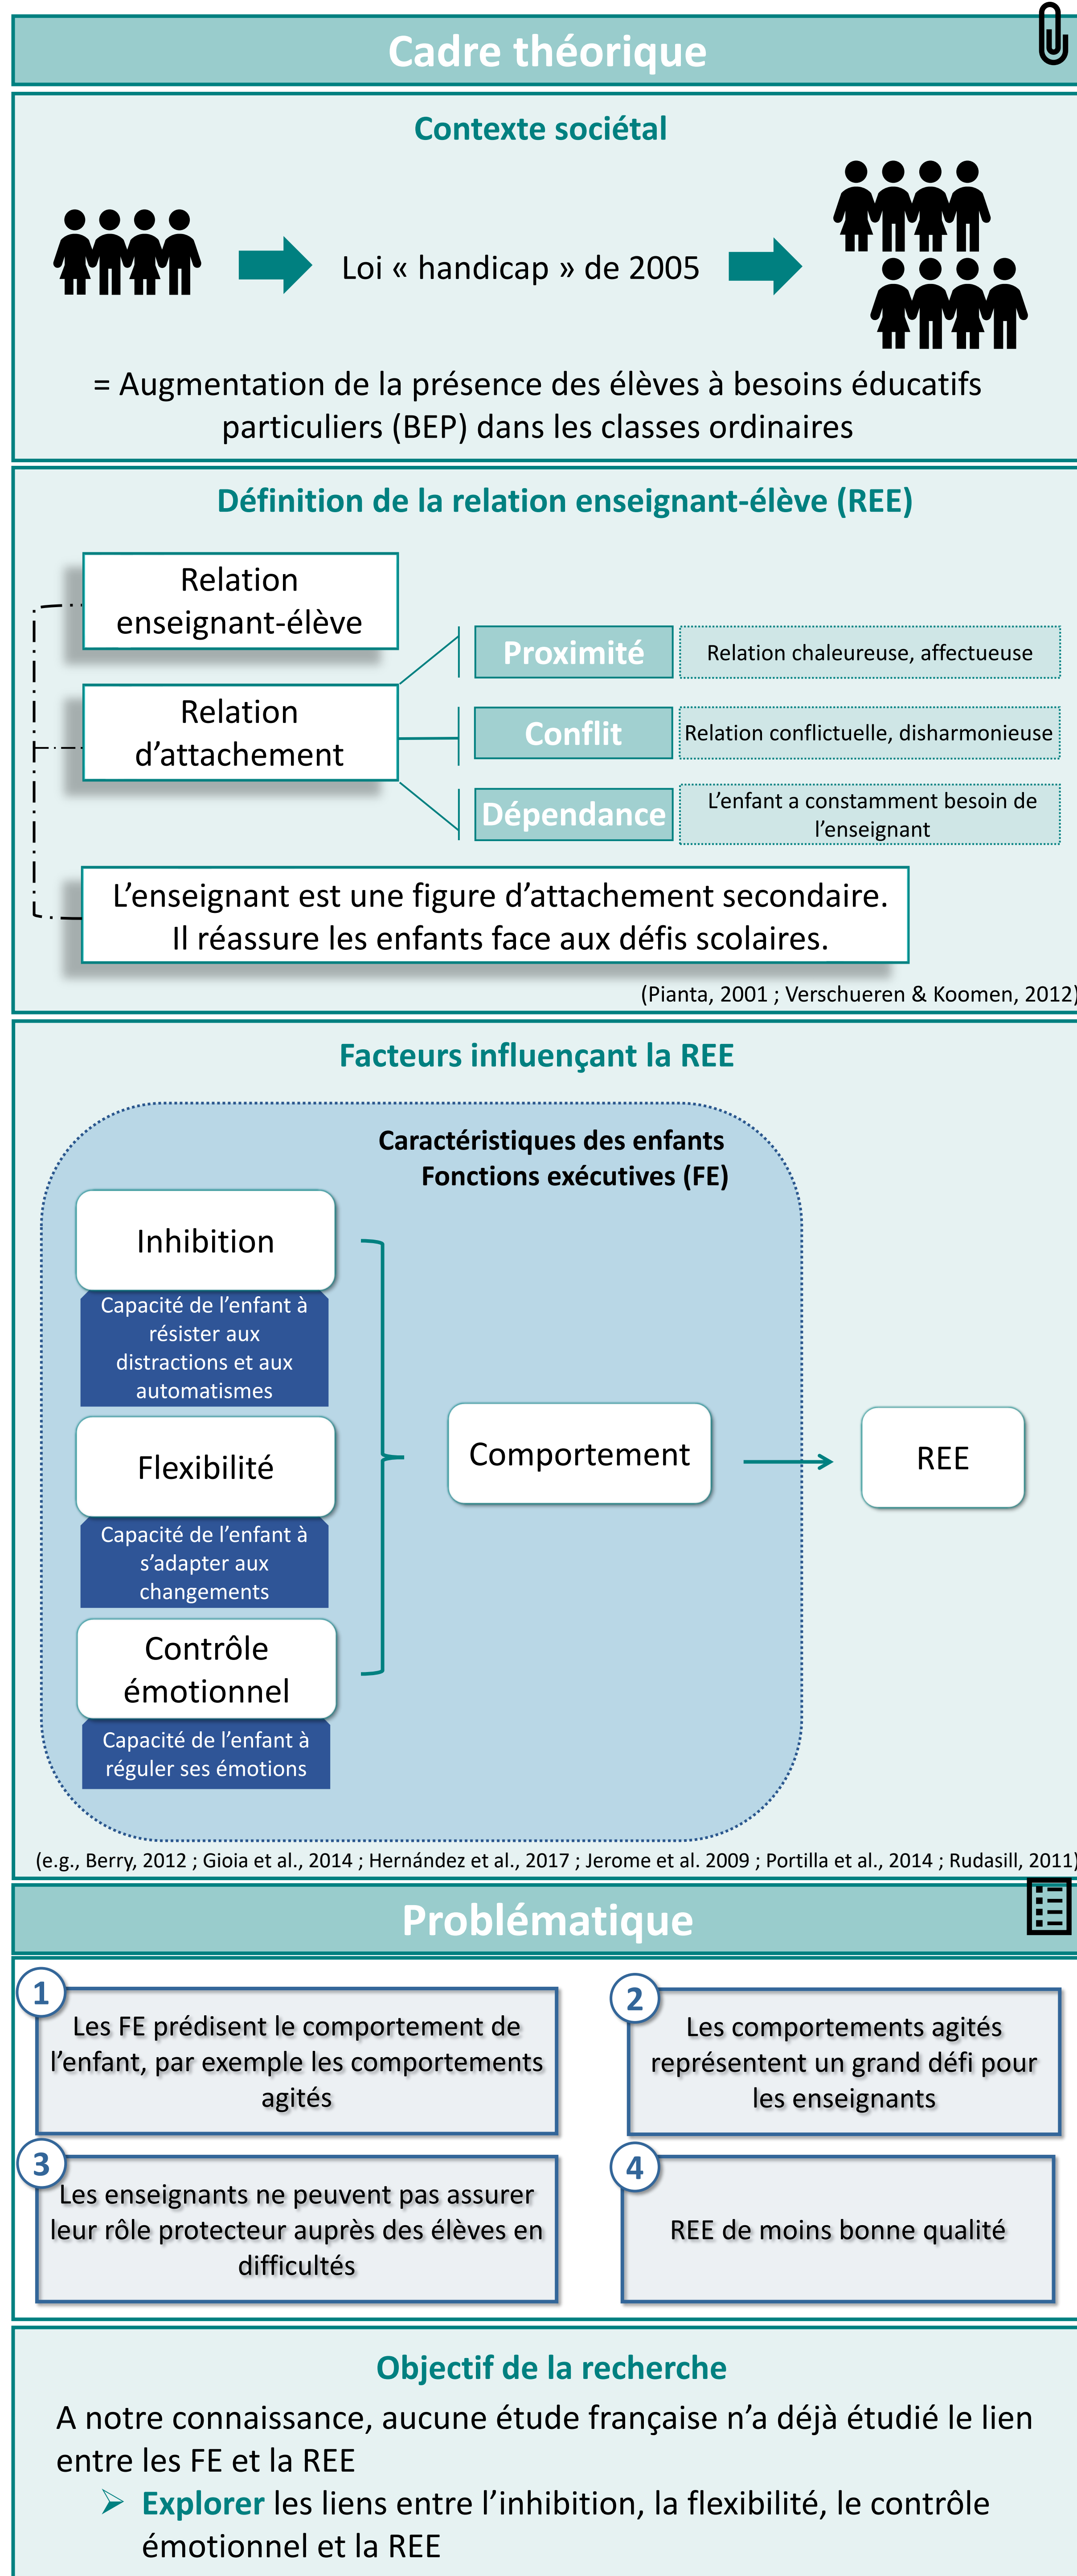 Cadre théorique
Contexte sociétal
Loi « handicap » de 2005
= Augmentation de la présence des élèves à besoins éducatifs
particuliers (BEP) dans les classes ordinaires
Définition de la relation enseignant-élève (REE)
Relation
enseignant-élève
Relation
d’attachement
Proximité
Relation chaleureuse, affectueuse
Conflit
Relation conflictuelle, disharmonieuse
Dépendance
L’enfant a constamment besoin de
l’enseignant
L’enseignant est une figure d’attachement secondaire.
Il réassure les enfants face aux défis scolaires.
(Pianta, 2001 ; Verschueren & Koomen, 2012)
Facteurs influençant la REE
Caractéristiques des enfants
Fonctions exécutives (FE)
Inhibition
Capacité de l’enfant à
résister aux
distractions et aux
automatismes
Flexibilité
Capacité de l’enfant à
s’adapter aux
changements
Contrôle
émotionnel
Capacité de l’enfant à
réguler ses émotions
Comportement
REE
(e.g., Berry, 2012 ; Gioia et al., 2014 ; Hernández et al., 2017 ; Jerome et al. 2009 ; Portilla et al., 2014 ; Rudasill, 2011)
Problématique
1
Les FE prédisent le comportement de
l’enfant, par exemple les comportements
agités
2
Les comportements agités
représentent un grand défi pour
les enseignants
3
Les enseignants ne peuvent pas assurer
leur rôle protecteur auprès des élèves en
difficultés
4
REE de moins bonne qualité
Objectif de la recherche
A notre connaissance, aucune étude française n’a déjà étudié le lien
entre les FE et la REE
➢ Explorer les liens entre l’inhibition, la flexibilité, le contrôle
émotionnel et la REE